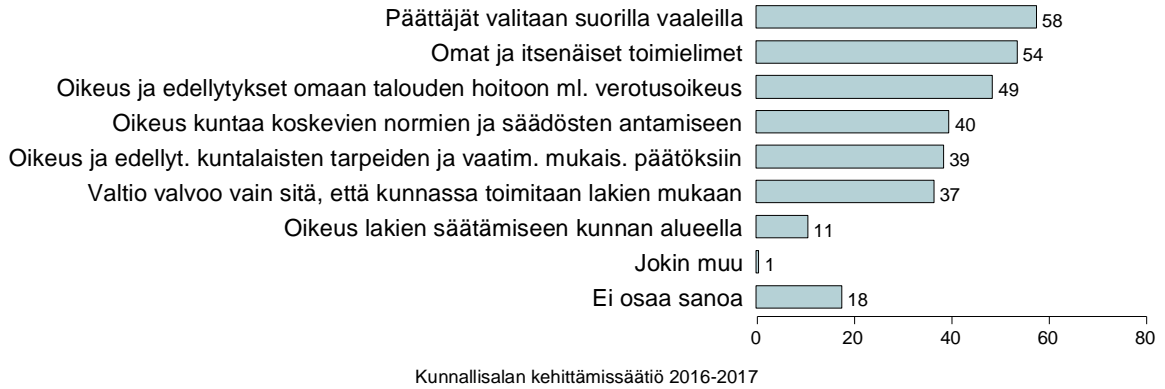 Päättäjät valitaan suorilla vaaleilla 58
Omat ja itsenäiset toimielimet 54
Oikeus ja edellytykset omaan talouden hoitoon ml. verotusoikeus 49
Oikeus kuntaa koskevien normien ja säädösten antamiseen 40
Oikeus ja edellyt. kuntalaisten tarpeiden ja vaatim. mukais. päätöksiin 39
Valtio valvoo vain sitä, että kunnassa toimitaan lakien mukaan 37
Oikeus lakien säätämiseen kunnan alueella 11
Jokin muu 1
Ei osaa sanoa 18
0 20 40 60 80
Kunnallisalan kehittämissäätiö 2016-2017